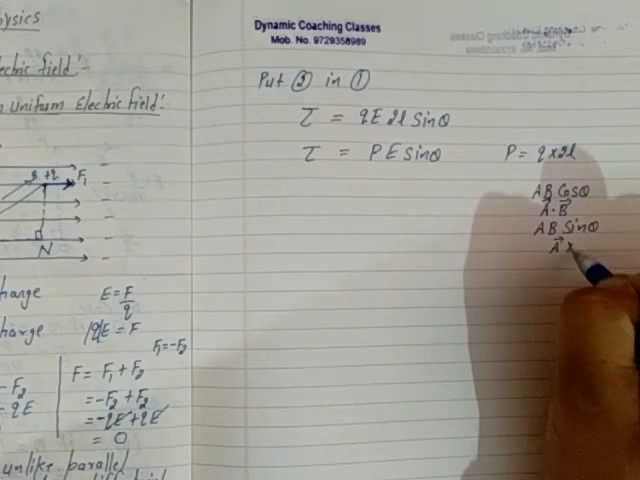 ysics
Dynamic Coaching Classes
Mob. No. 9729358989
lectric field:-
n uniform Electric field:-
B +q F₁
N
harge E = F/q
harge |q|E = F
F₁=-F₂
- F₂
= qE
F = F₁ + F₂
= -F₂ + F₂
= -qE + qE
= 0
unlike parallel
Put ② in ①
τ = qE 2l Sinθ
τ = PE Sinθ
P = q×2l
AB Cosθ
A⃗·B⃗
AB Sinθ
A⃗ ×